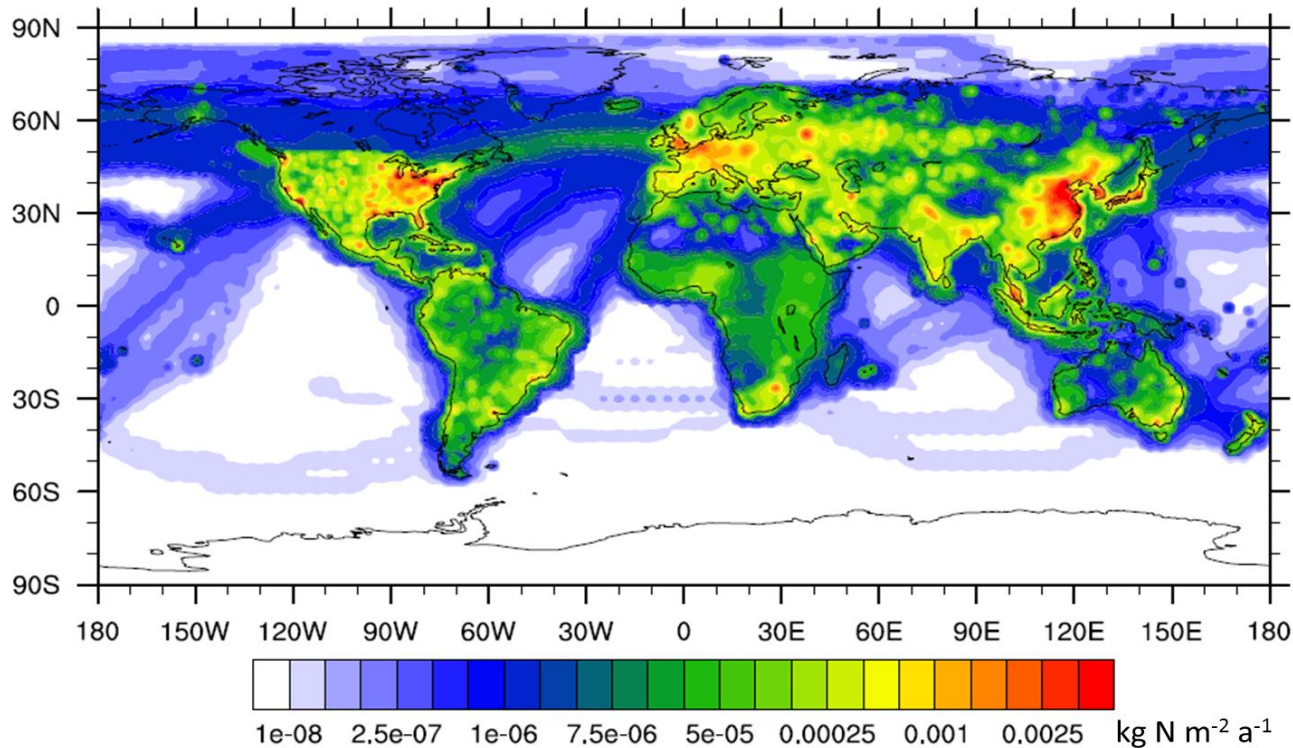 90N
60N
30N
0
30S
60S
90S
180 150W 120W 90W 60W 30W 0 30E 60E 90E 120E 150E 180
1e-08 2.5e-07 1e-06 7.5e-06 5e-05 0.00025 0.001 0.0025 kg N m⁻² a⁻¹